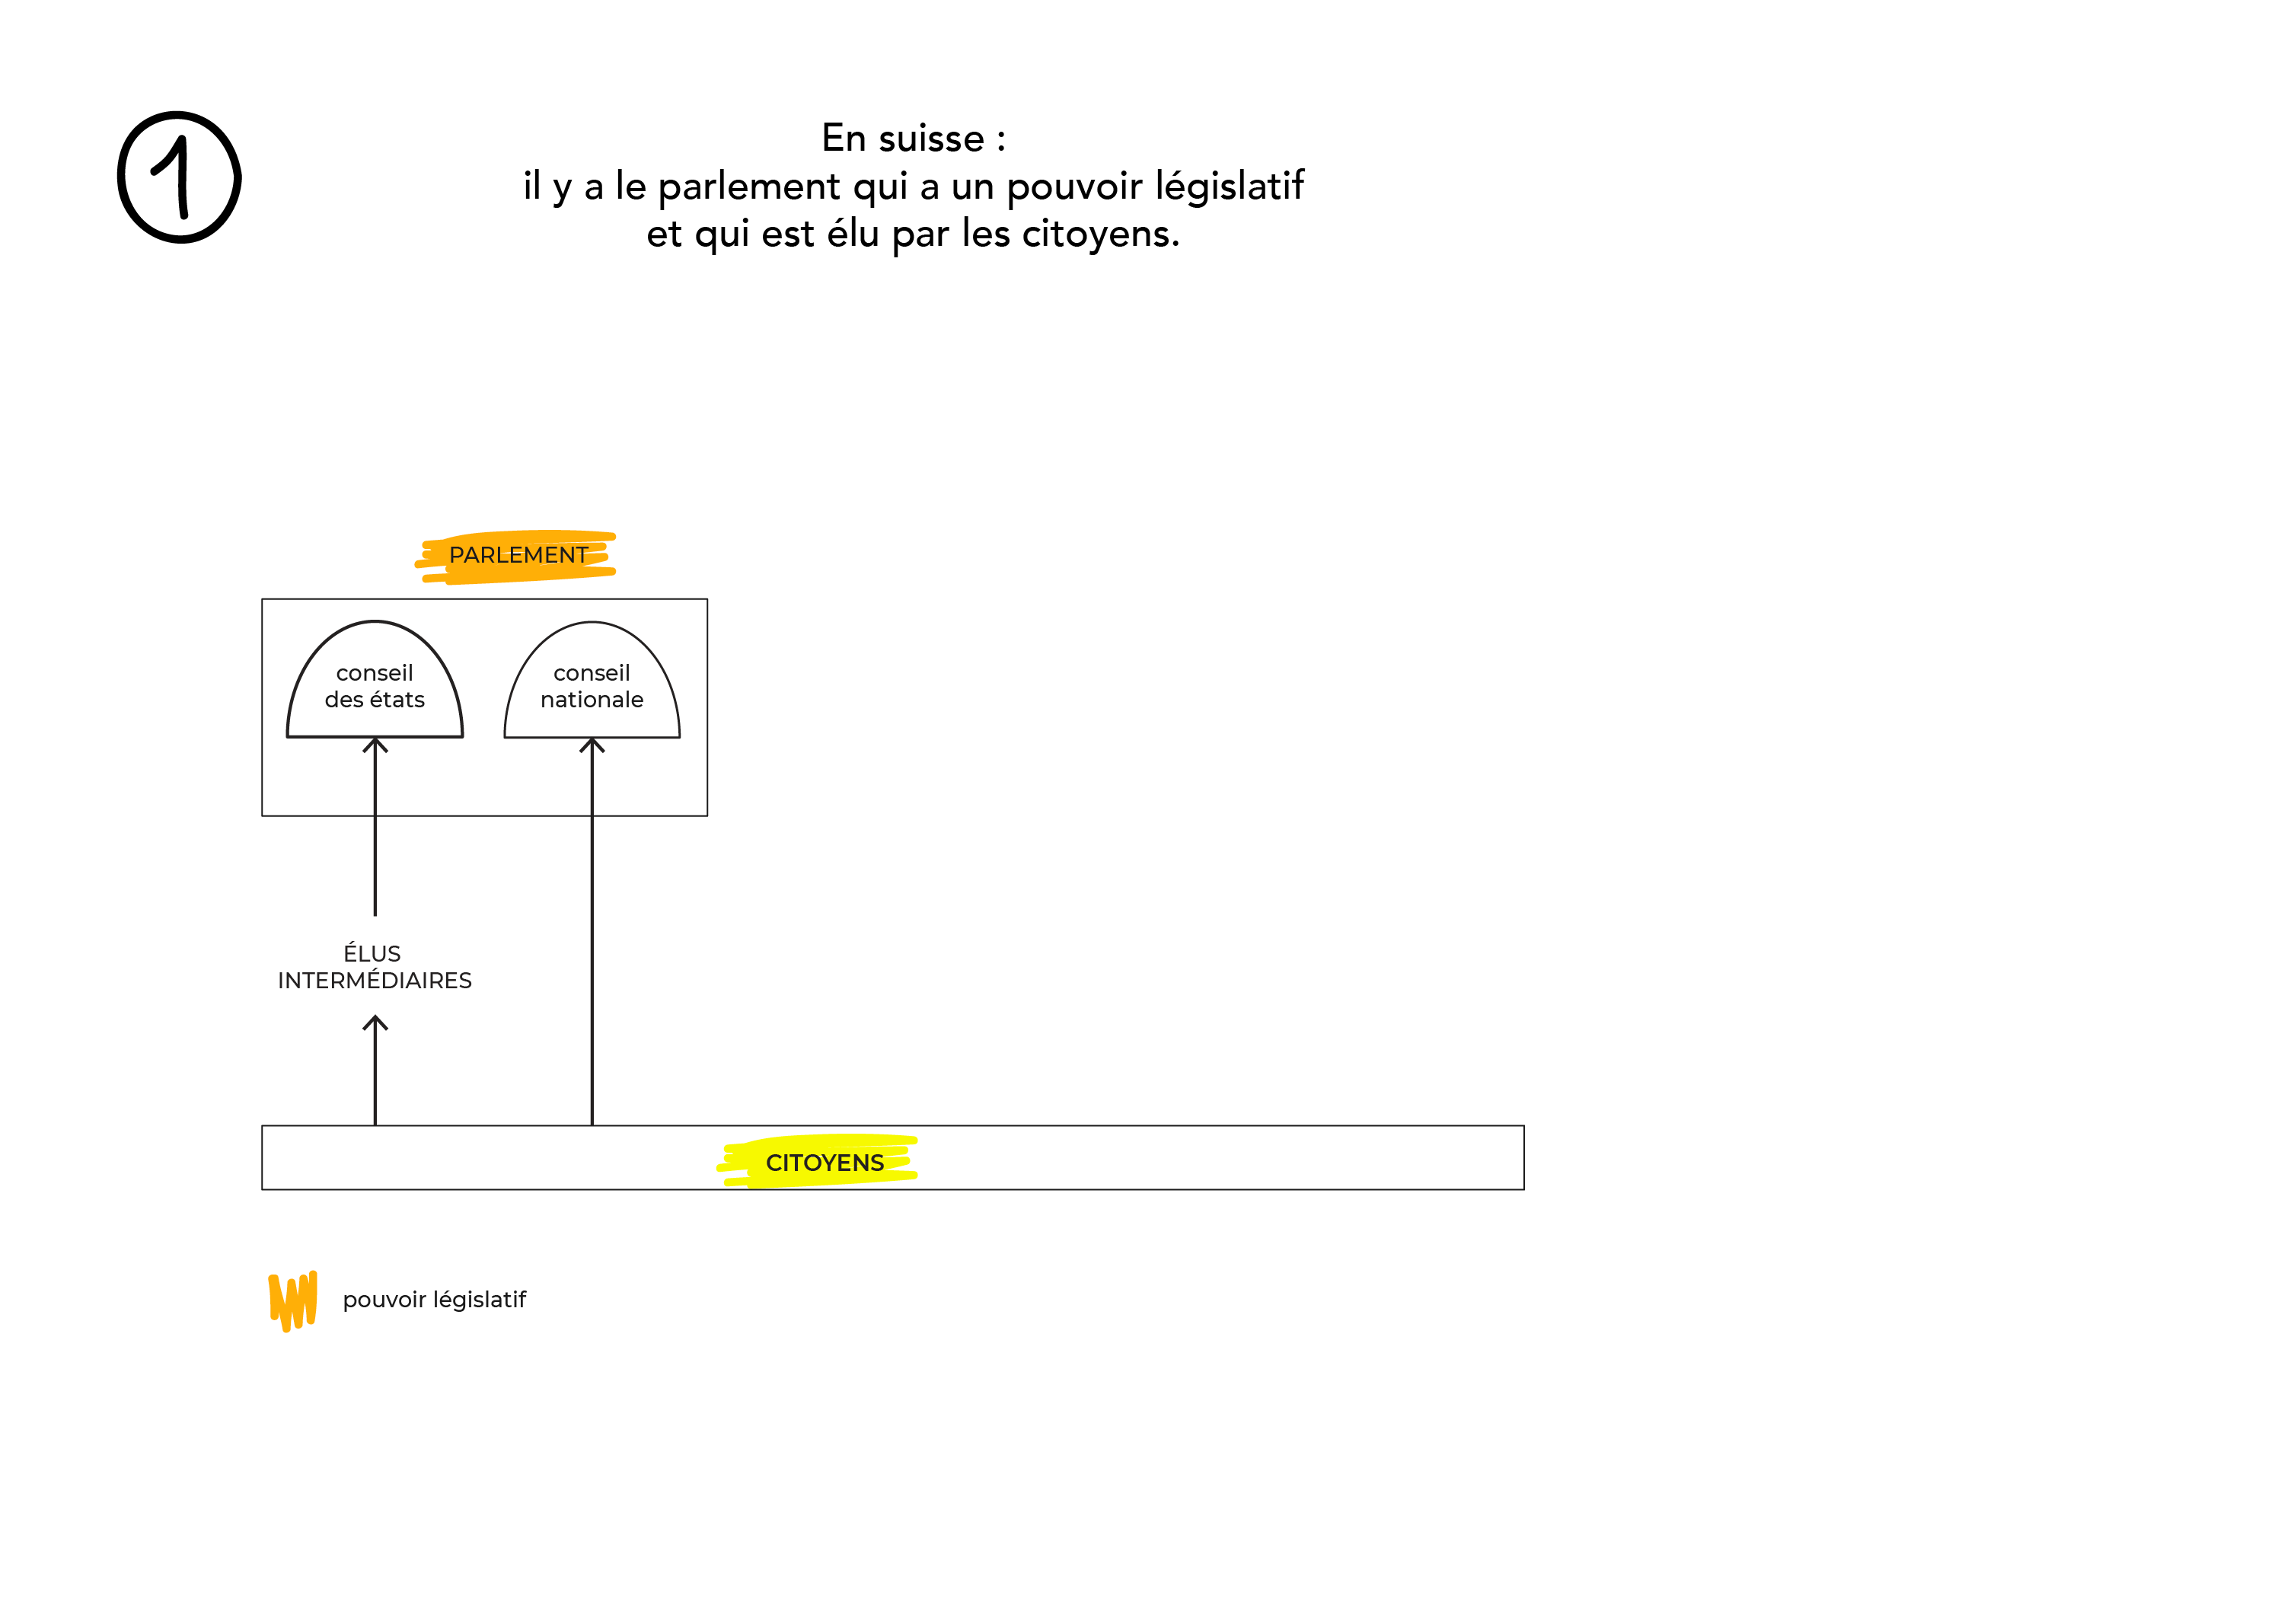 1
En suisse :
il y a le parlement qui a un pouvoir législatif
et qui est élu par les citoyens.
PARLEMENT
conseil
des états
conseil
nationale
ÉLUS
INTERMÉDIAIRES
CITOYENS
pouvoir législatif